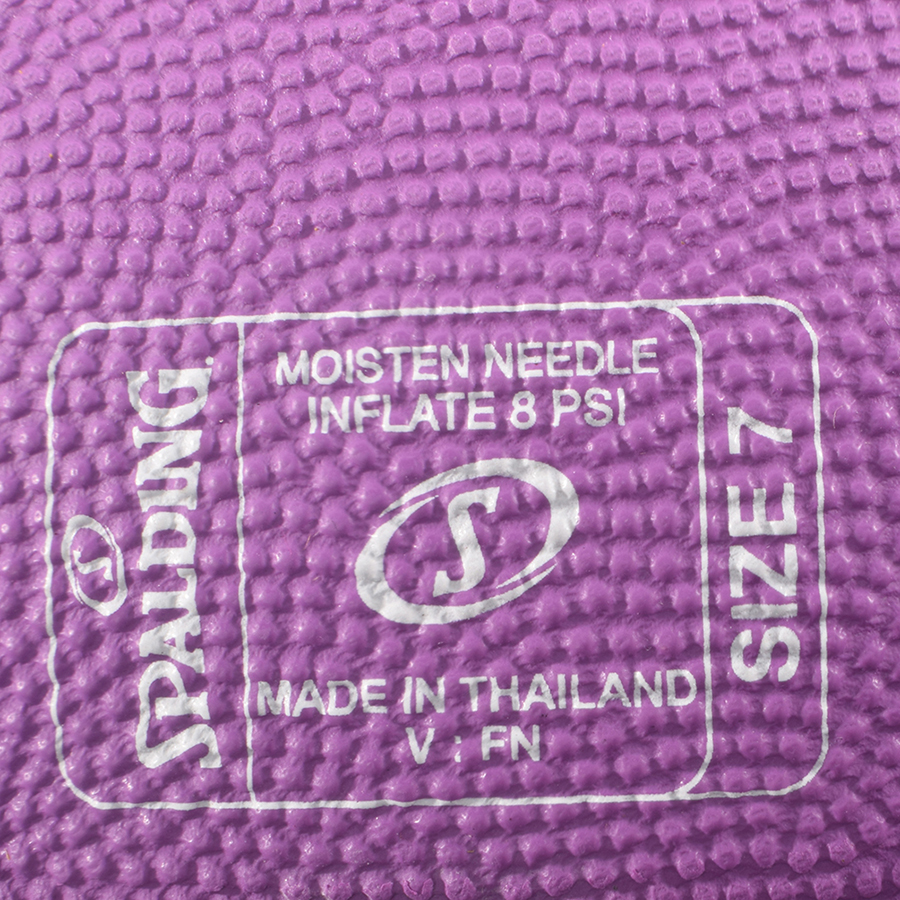 SPALDING
S
MOISTEN NEEDLE
INFLATE 8 PSI
S
MADE IN THAILAND
V : FN
SIZE 7